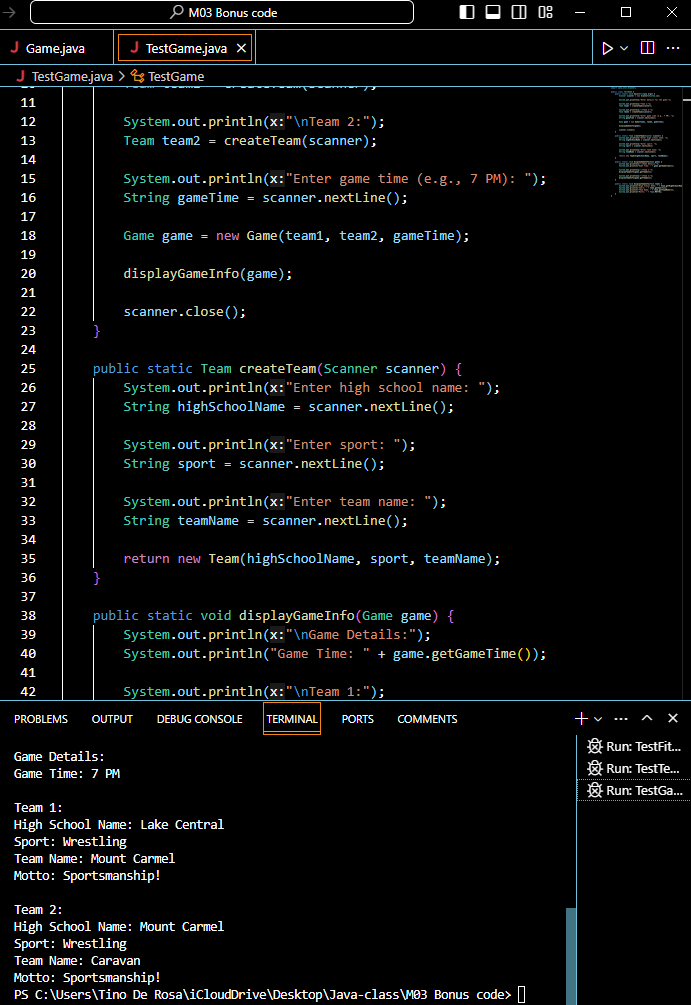 M03 Bonus code
Game.java
TestGame.java
TestGame.java > TestGame
11
12 System.out.println(x:"\nTeam 2:");
13 Team team2 = createTeam(scanner);
14
15 System.out.println(x:"Enter game time (e.g., 7 PM): ");
16 String gameTime = scanner.nextLine();
17
18 Game game = new Game(team1, team2, gameTime);
19
20 displayGameInfo(game);
21
22 scanner.close();
23 }
24
25 public static Team createTeam(Scanner scanner) {
26 System.out.println(x:"Enter high school name: ");
27 String highSchoolName = scanner.nextLine();
28
29 System.out.println(x:"Enter sport: ");
30 String sport = scanner.nextLine();
31
32 System.out.println(x:"Enter team name: ");
33 String teamName = scanner.nextLine();
34
35 return new Team(highSchoolName, sport, teamName);
36 }
37
38 public static void displayGameInfo(Game game) {
39 System.out.println(x:"\nGame Details:");
40 System.out.println("Game Time: " + game.getGameTime());
41
42 System.out.println(x:"\nTeam 1:");
PROBLEMS OUTPUT DEBUG CONSOLE TERMINAL PORTS COMMENTS
Run: TestFit...
Run: TestTe...
Run: TestGa...
Game Details:
Game Time: 7 PM
Team 1:
High School Name: Lake Central
Sport: Wrestling
Team Name: Mount Carmel
Motto: Sportsmanship!
Team 2:
High School Name: Mount Carmel
Sport: Wrestling
Team Name: Caravan
Motto: Sportsmanship!
PS C:\Users\Tino De Rosa\iCloudDrive\Desktop\Java-class\M03 Bonus code>